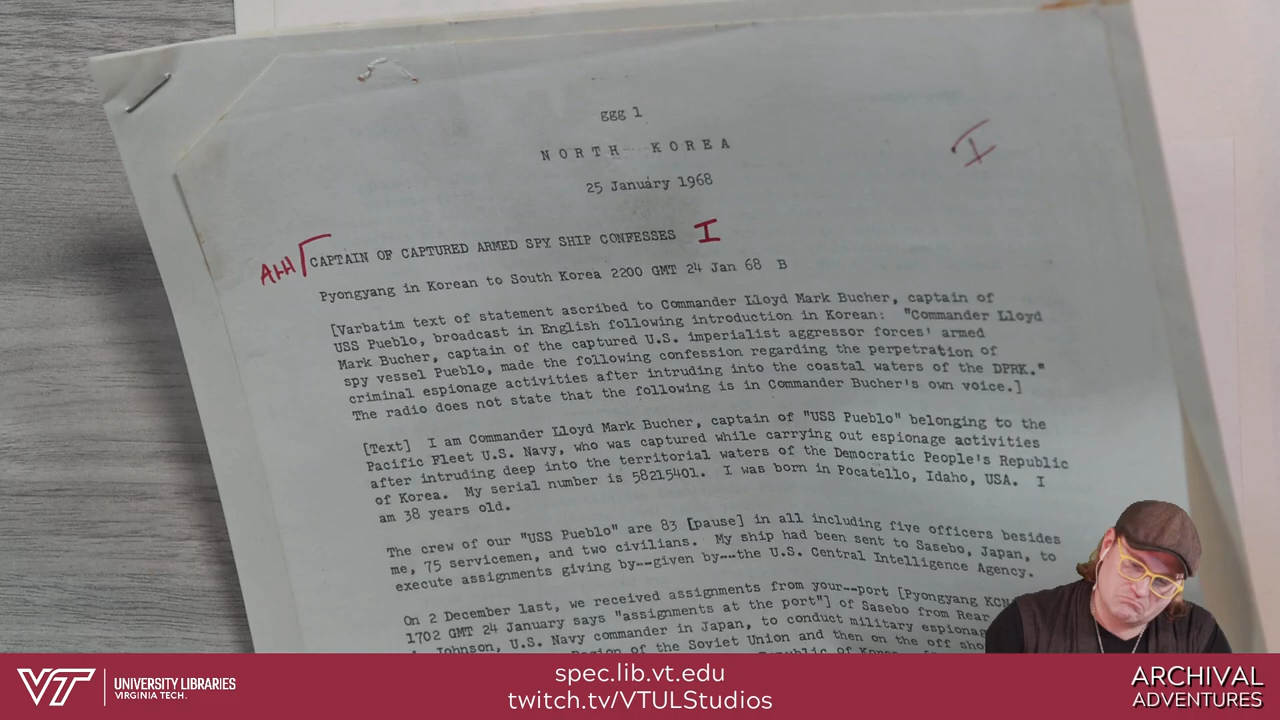 ggg 1
NORTH KOREA
I
25 January 1968
AHH CAPTAIN OF CAPTURED ARMED SPY SHIP CONFESSES I
Pyongyang in Korean to South Korea 2200 GMT 24 Jan 68 B
[Varbatim text of statement ascribed to Commander Lloyd Mark Bucher, captain of
USS Pueblo, broadcast in English following introduction in Korean: "Commander Lloyd
Mark Bucher, captain of the captured U.S. imperialist aggressor forces' armed
spy vessel Pueblo, made the following confession regarding the perpetration of
criminal espionage activities after intruding into the coastal waters of the DPRK."
The radio does not state that the following is in Commander Bucher's own voice.]
[Text] I am Commander Lloyd Mark Bucher, captain of "USS Pueblo" belonging to the
Pacific Fleet U.S. Navy, who was captured while carrying out espionage activities
after intruding deep into the territorial waters of the Democratic People's Republic
of Korea. My serial number is 58215401. I was born in Pocatello, Idaho, USA. I
am 38 years old.
The crew of our "USS Pueblo" are 83 [pause] in all including five officers besides
me, 75 servicemen, and two civilians. My ship had been sent to Sasebo, Japan, to
execute assignments giving by--given by--the U.S. Central Intelligence Agency.
On 2 December last, we received assignments from your--port [Pyongyang KCN
1702 GMT 24 January says "assignments at the port"] of Sasebo from Rear
Johnson, U.S. Navy commander in Japan, to conduct military espionag
Region of the Soviet Union and then on the off sho
Republic of Korea
VT UNIVERSITY LIBRARIES
VIRGINIA TECH.
spec.lib.vt.edu
twitch.tv/VTULStudios
ARCHIVAL
ADVENTURES